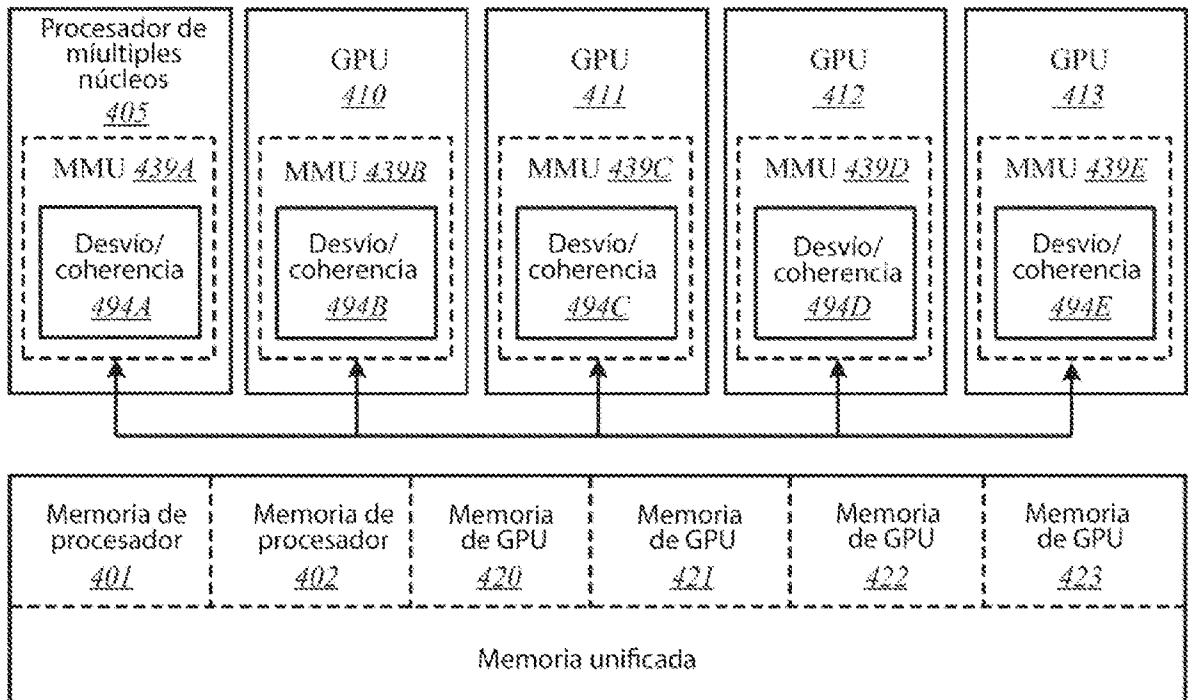 Procesador de
míultiples
núcleos
405
MMU 439A
Desvío/
coherencia
494A
GPU
410
MMU 439B
Desvío/
coherencia
494B
GPU
411
MMU 439C
Desvío/
coherencia
494C
GPU
412
MMU 439D
Desvío/
coherencia
494D
GPU
413
MMU 439E
Desvío/
coherencia
494E
Memoria de
procesador
401
Memoria de
procesador
402
Memoria
de GPU
420
Memoria
de GPU
421
Memoria
de GPU
422
Memoria
de GPU
423
Memoria unificada